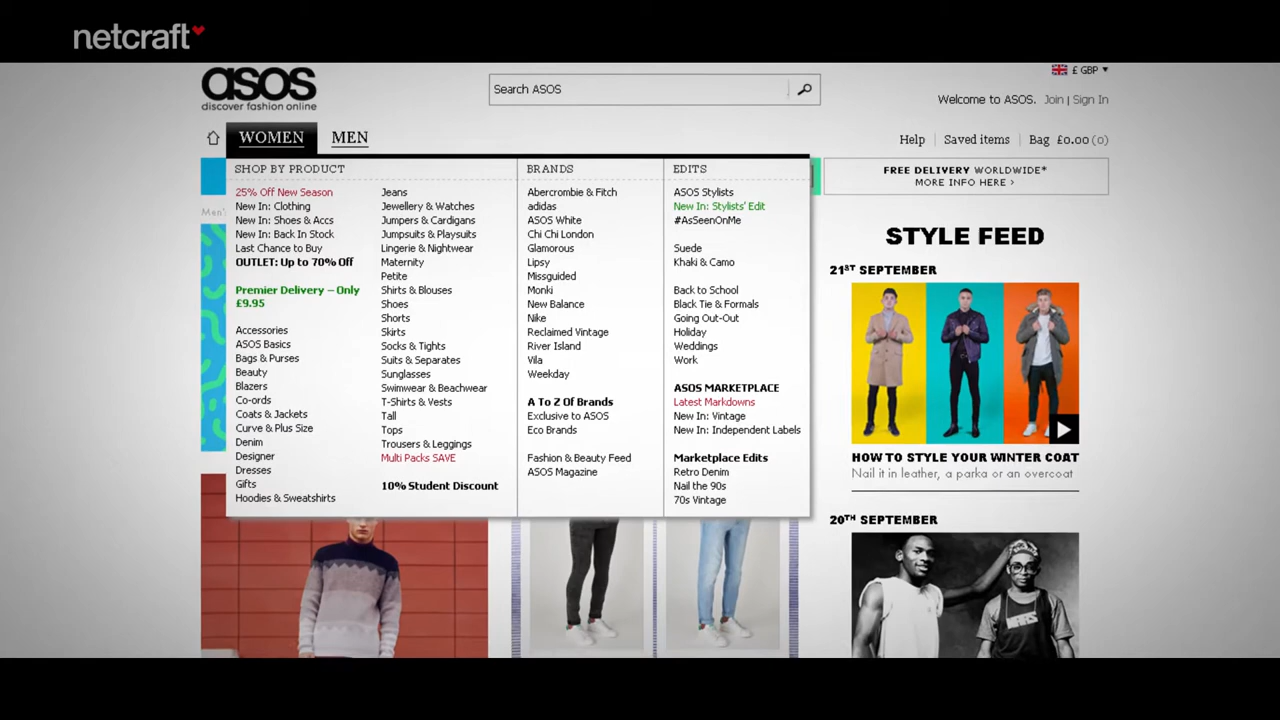 netcraft
asos
discover fashion online
Search ASOS
£ GBP
Welcome to ASOS. Join | Sign In
WOMEN
MEN
Help
Saved items
Bag £0.00 (0)
SHOP BY PRODUCT
25% Off New Season
New In: Clothing
New In: Shoes & Accs
New In: Back In Stock
Last Chance to Buy
OUTLET: Up to 70% Off
Premier Delivery – Only
£9.95
Accessories
ASOS Basics
Bags & Purses
Beauty
Blazers
Co-ords
Coats & Jackets
Curve & Plus Size
Denim
Designer
Dresses
Gifts
Hoodies & Sweatshirts
Jeans
Jewellery & Watches
Jumpers & Cardigans
Jumpsuits & Playsuits
Lingerie & Nightwear
Maternity
Petite
Shirts & Blouses
Shoes
Shorts
Skirts
Socks & Tights
Suits & Separates
Sunglasses
Swimwear & Beachwear
T-Shirts & Vests
Tall
Tops
Trousers & Leggings
Multi Packs SAVE
10% Student Discount
BRANDS
Abercrombie & Fitch
adidas
ASOS White
Chi Chi London
Glamorous
Lipsy
Missguided
Monki
New Balance
Nike
Reclaimed Vintage
River Island
Vila
Weekday
A To Z Of Brands
Exclusive to ASOS
Eco Brands
Fashion & Beauty Feed
ASOS Magazine
EDITS
ASOS Stylists
New In: Stylists' Edit
#AsSeenOnMe
Suede
Khaki & Camo
Back to School
Black Tie & Formals
Going Out-Out
Holiday
Weddings
Work
ASOS MARKETPLACE
Latest Markdowns
New In: Vintage
New In: Independent Labels
Marketplace Edits
Retro Denim
Nail the 90s
70s Vintage
Men's
FREE DELIVERY WORLDWIDE*
MORE INFO HERE >
STYLE FEED
21ST SEPTEMBER
HOW TO STYLE YOUR WINTER COAT
Nail it in leather, a parka or an overcoat
20TH SEPTEMBER